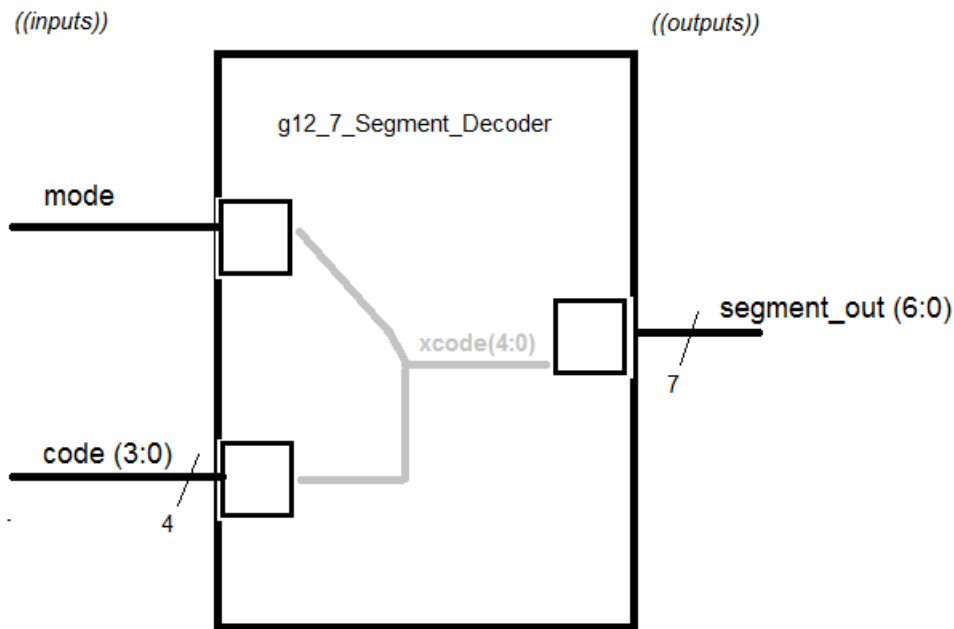 ((inputs))
((outputs))
g12_7_Segment_Decoder
mode
segment_out (6:0)
xcode(4:0)
7
code (3:0)
4